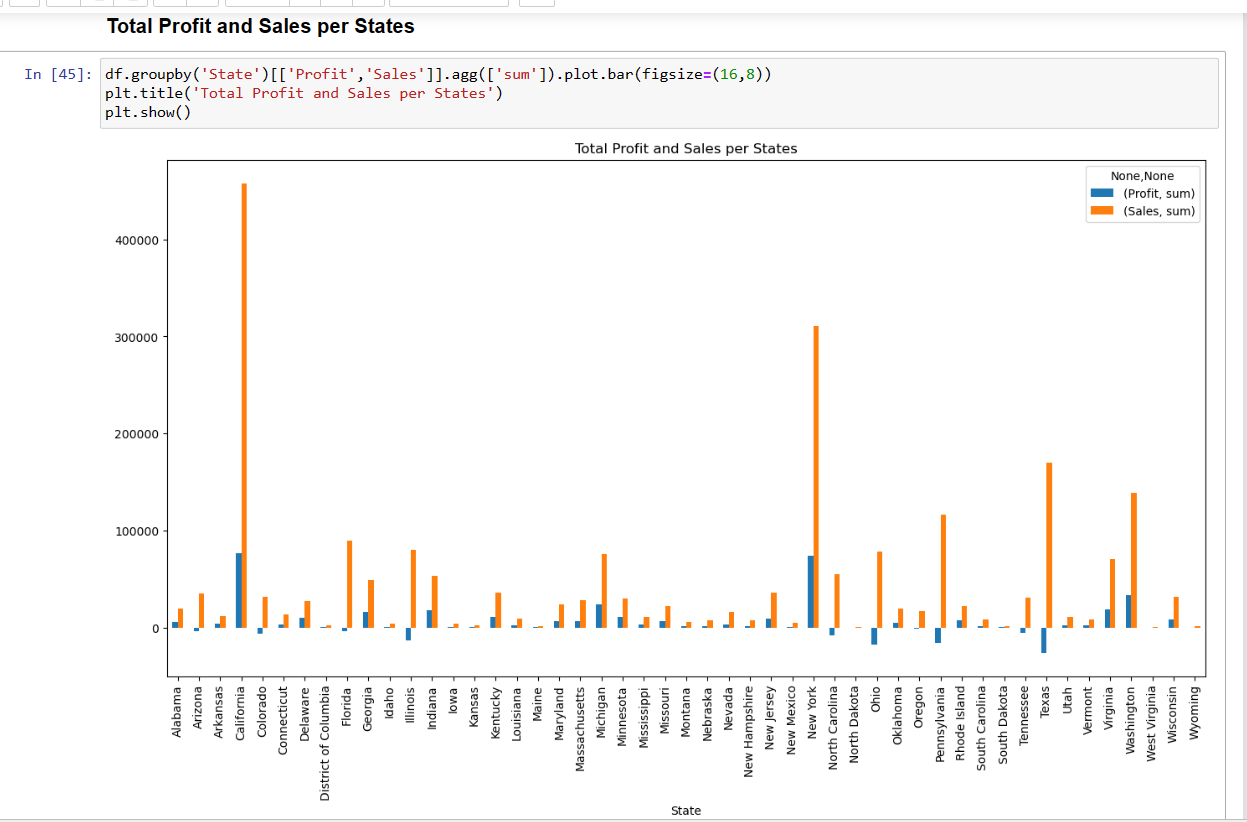 Total Profit and Sales per States
In [45]: df.groupby('State')[['Profit','Sales']].agg(['sum']).plot.bar(figsize=(16,8))
plt.title('Total Profit and Sales per States')
plt.show()
Total Profit and Sales per States
None,None
(Profit, sum)
(Sales, sum)
400000
300000
200000
100000
0
Alabama
Arizona
Arkansas
California
Colorado
Connecticut
Delaware
District of Columbia
Florida
Georgia
Idaho
Illinois
Indiana
Iowa
Kansas
Kentucky
Louisiana
Maine
Maryland
Massachusetts
Michigan
Minnesota
Mississippi
Missouri
Montana
Nebraska
Nevada
New Hampshire
New Jersey
New Mexico
New York
North Carolina
North Dakota
Ohio
Oklahoma
Oregon
Pennsylvania
Rhode Island
South Carolina
South Dakota
Tennessee
Texas
Utah
Vermont
Virginia
Washington
West Virginia
Wisconsin
Wyoming
State